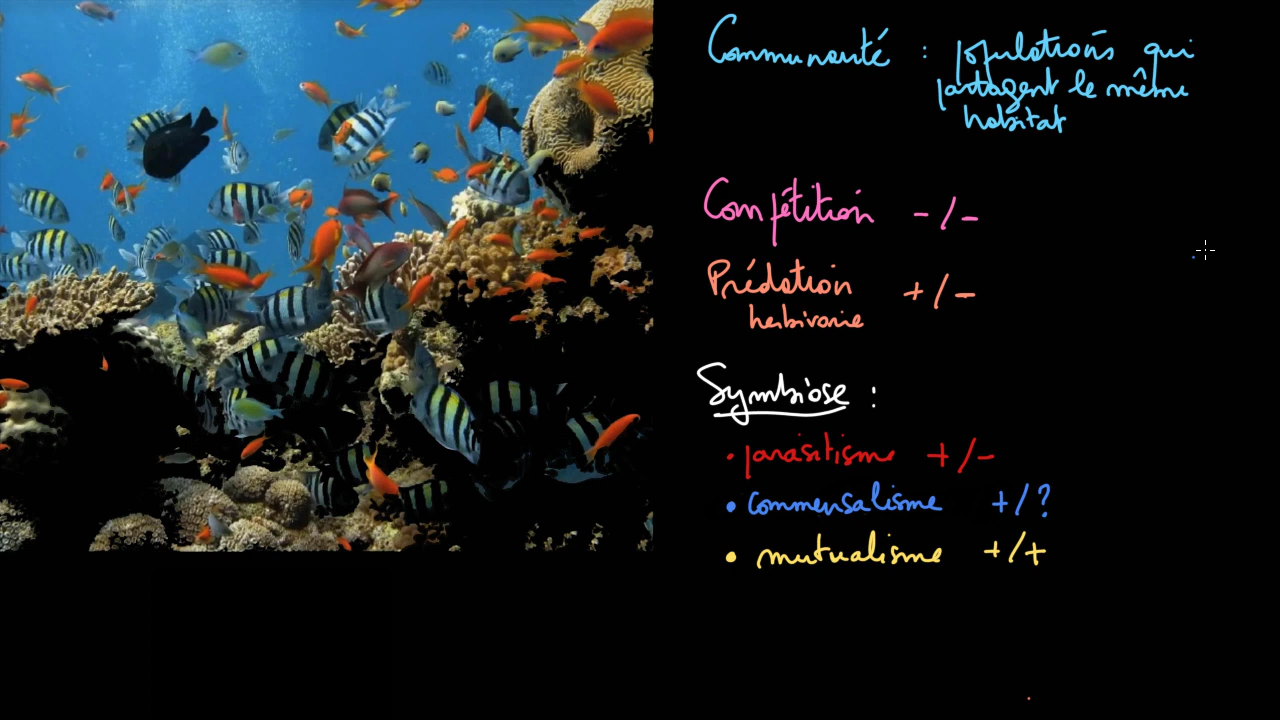 Communauté : populations qui
partagent le même
habitat
Compétition -/-
Prédation +/-
herbivorie
Symbiose :
• parasitisme +/-
• commensalisme +/?
• mutualisme +/+